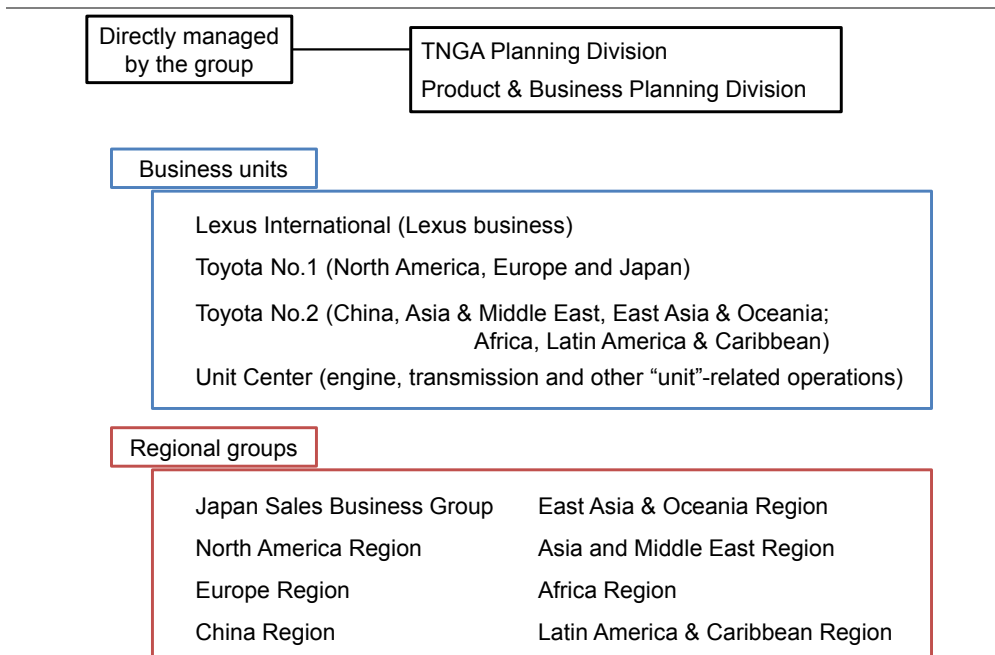 Directly managed
by the group
TNGA Planning Division
Product & Business Planning Division
Business units
Lexus International (Lexus business)
Toyota No.1 (North America, Europe and Japan)
Toyota No.2 (China, Asia & Middle East, East Asia & Oceania;
Africa, Latin America & Caribbean)
Unit Center (engine, transmission and other “unit”-related operations)
Regional groups
Japan Sales Business Group
North America Region
Europe Region
China Region
East Asia & Oceania Region
Asia and Middle East Region
Africa Region
Latin America & Caribbean Region